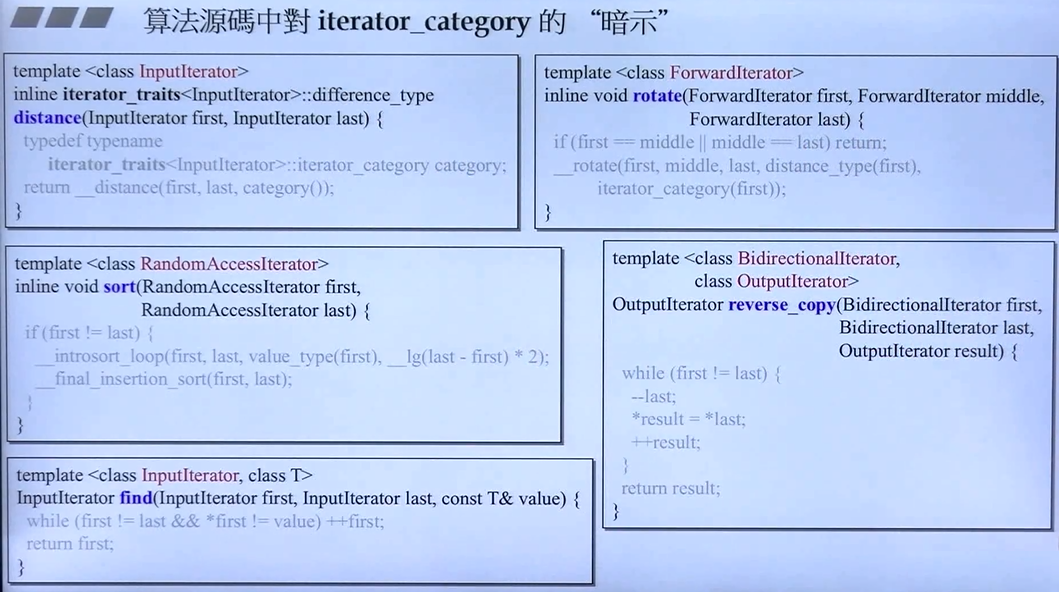 算法源碼中對 iterator_category 的 “暗示”
template <class InputIterator>
inline iterator_traits<InputIterator>::difference_type
distance(InputIterator first, InputIterator last) {
typedef typename
iterator_traits<InputIterator>::iterator_category category;
return __distance(first, last, category());
}
template <class ForwardIterator>
inline void rotate(ForwardIterator first, ForwardIterator middle,
ForwardIterator last) {
if (first == middle || middle == last) return;
__rotate(first, middle, last, distance_type(first),
iterator_category(first));
}
template <class RandomAccessIterator>
inline void sort(RandomAccessIterator first,
RandomAccessIterator last) {
if (first != last) {
__introsort_loop(first, last, value_type(first), __lg(last - first) * 2);
__final_insertion_sort(first, last);
}
}
template <class BidirectionalIterator,
class OutputIterator>
OutputIterator reverse_copy(BidirectionalIterator first,
BidirectionalIterator last,
OutputIterator result) {
while (first != last) {
--last;
*result = *last;
++result;
}
return result;
}
template <class InputIterator, class T>
InputIterator find(InputIterator first, InputIterator last, const T& value) {
while (first != last && *first != value) ++first;
return first;
}